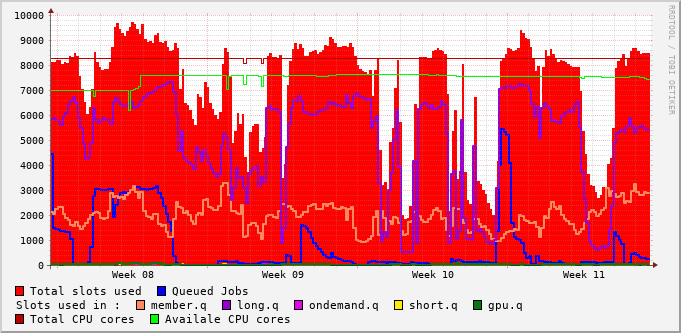 RRDTOOL / TOBI OETIKER
10000
9000
8000
7000
6000
5000
4000
3000
2000
1000
0
Week 08 Week 09 Week 10 Week 11
Total slots used Queued Jobs
Slots used in : member.q long.q ondemand.q short.q gpu.q
Total CPU cores Availale CPU cores